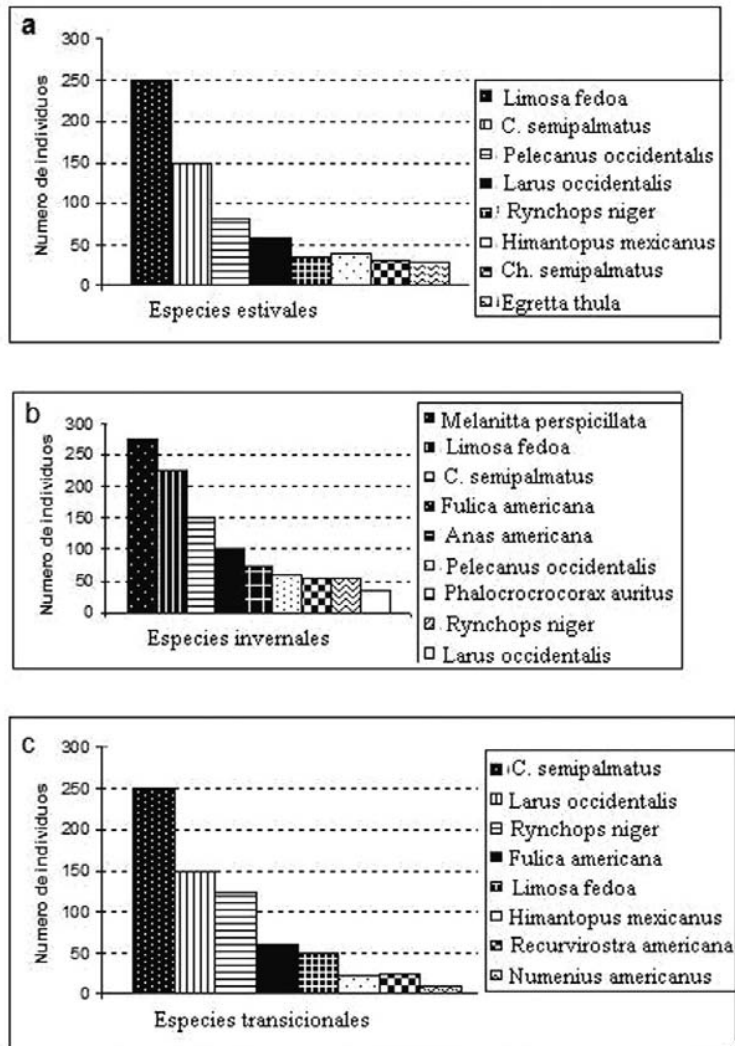 a
Numero de individuos
300
250
200
150
100
50
0
Especies estivales
Limosa fedoa
C. semipalmatus
Pelecanus occidentalis
Larus occidentalis
Rynchops niger
Himantopus mexicanus
Ch. semipalmatus
Egretta thula
b
Numero de individuos
300
250
200
150
100
50
0
Especies invernales
Melanitta perspicillata
Limosa fedoa
C. semipalmatus
Fulica americana
Anas americana
Pelecanus occidentalis
Phalocrocrocorax auritus
Rynchops niger
Larus occidentalis
c
Numero de individuos
300
250
200
150
100
50
0
Especies transicionales
C. semipalmatus
Larus occidentalis
Rynchops niger
Fulica americana
Limosa fedoa
Himantopus mexicanus
Recurvirostra americana
Numenius americanus